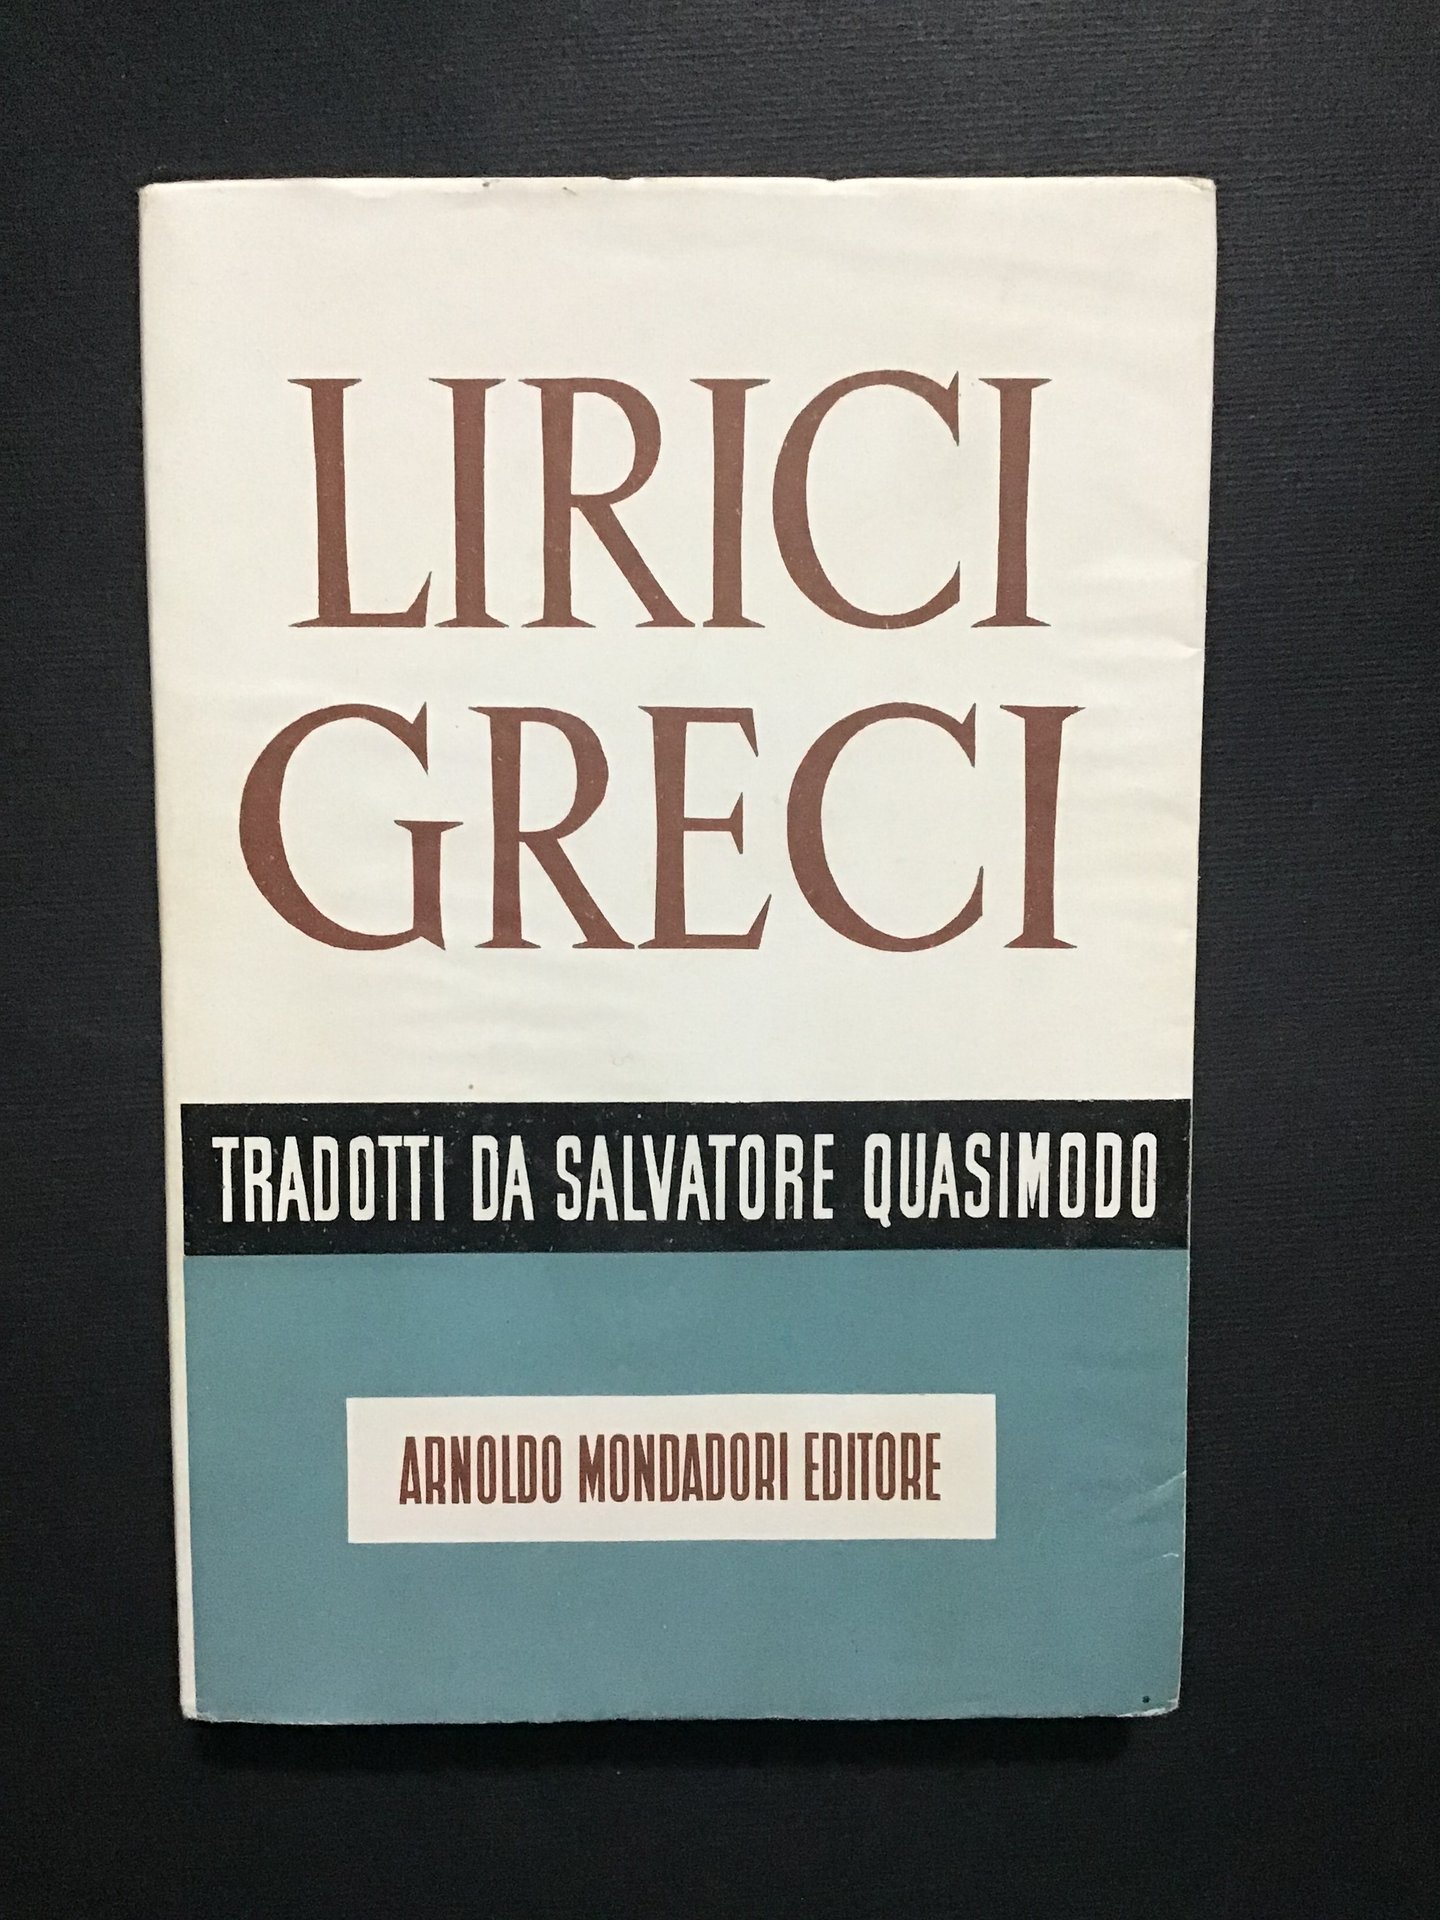 LIRICI
GRECI
TRADOTTI DA SALVATORE QUASIMODO
ARNOLDO MONDADORI EDITORE